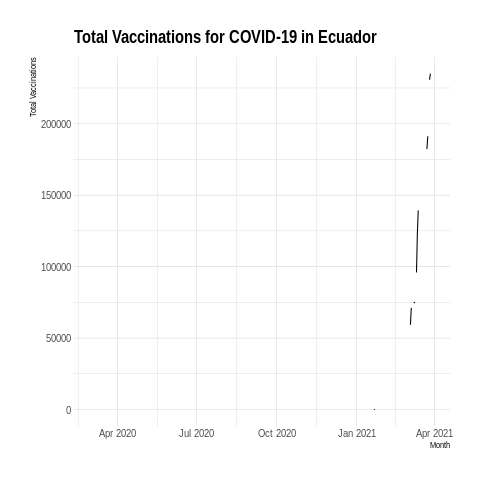 Total Vaccinations for COVID-19 in Ecuador
Total Vaccinations
200000
150000
100000
50000
0
Apr 2020 Jul 2020 Oct 2020 Jan 2021 Apr 2021
Month